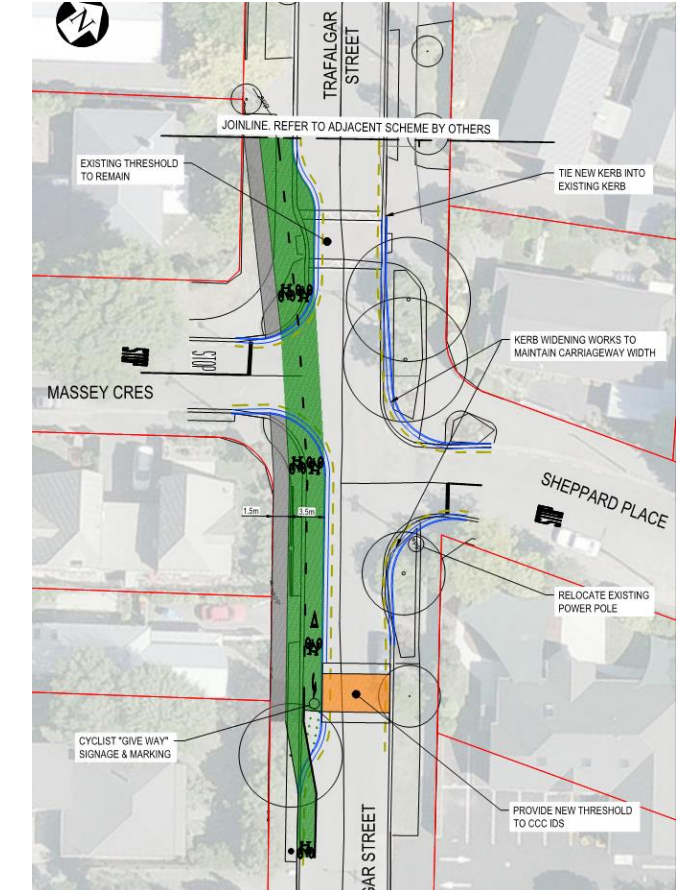 N
TRAFALGAR
STREET
JOINLINE. REFER TO ADJACENT SCHEME BY OTHERS
EXISTING THRESHOLD
TO REMAIN
TIE NEW KERB INTO
EXISTING KERB
KERB WIDENING WORKS TO
MAINTAIN CARRIAGEWAY WIDTH
STOP
MASSEY CRES
SHEPPARD PLACE
1.5m
3.5m
RELOCATE EXISTING
POWER POLE
CYCLIST "GIVE WAY"
SIGNAGE & MARKING
PROVIDE NEW THRESHOLD
TO CCC IDS
GAR STREET